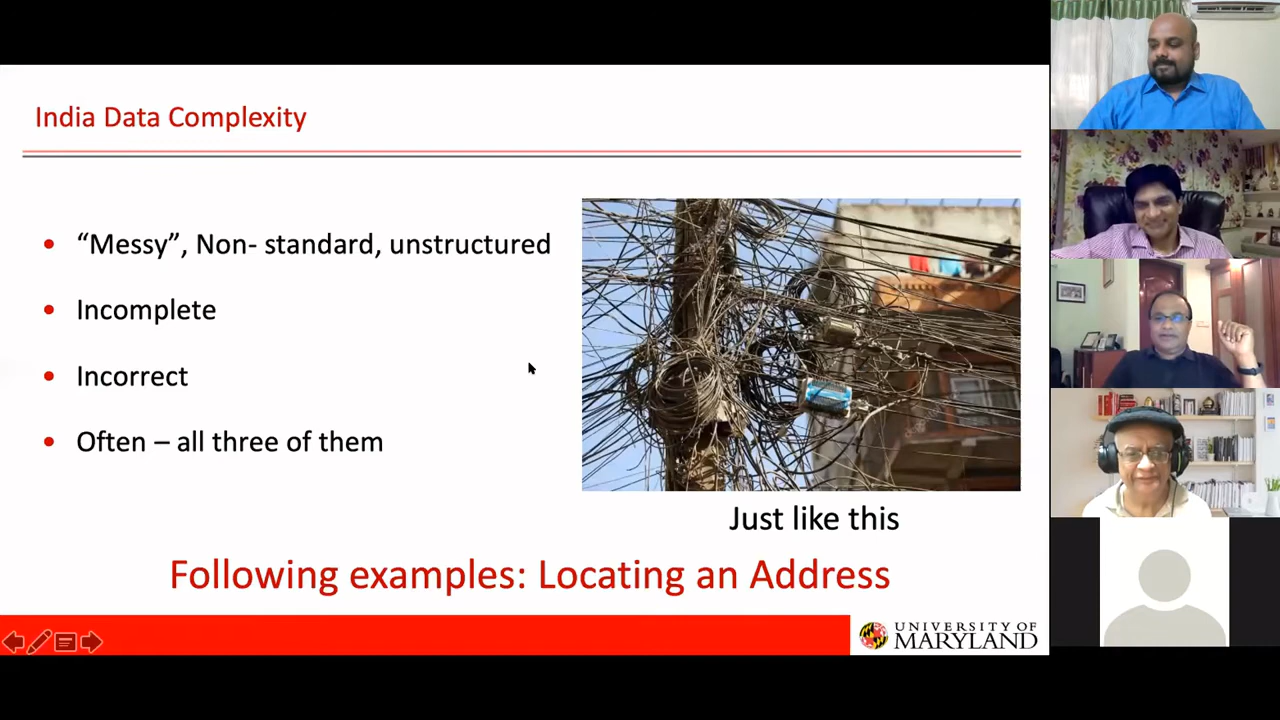 India Data Complexity
• “Messy”, Non- standard, unstructured
• Incomplete
• Incorrect
• Often – all three of them
Just like this
Following examples: Locating an Address
UNIVERSITY OF
MARYLAND